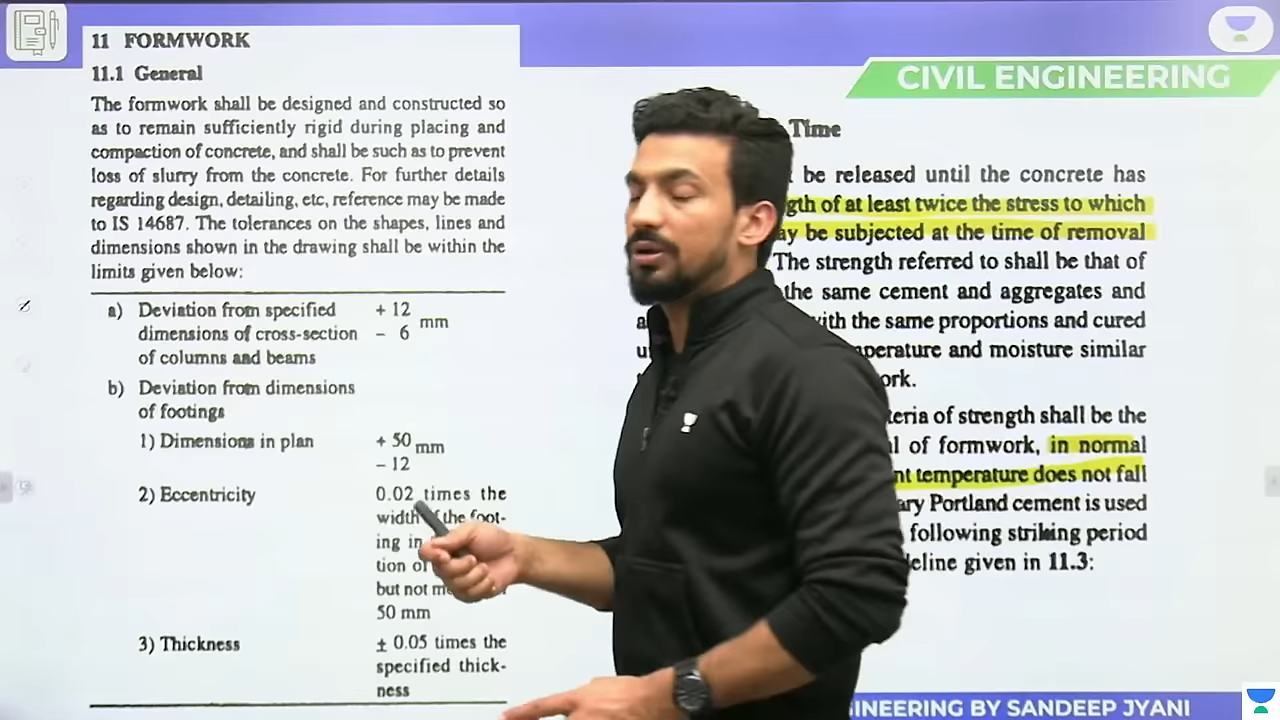 11 FORMWORK
11.1 General
The formwork shall be designed and constructed so
as to remain sufficiently rigid during placing and
compaction of concrete, and shall be such as to prevent
loss of slurry from the concrete. For further details
regarding design, detailing, etc, reference may be made
to IS 14687. The tolerances on the shapes, lines and
dimensions shown in the drawing shall be within the
limits given below:
a) Deviation from specified + 12
dimensions of cross-section – 6 mm
of columns and beams
b) Deviation from dimensions
of footings
1) Dimensions in plan + 50 mm
– 12
2) Eccentricity 0.02 times the
width the foot-
ing in
tion of
but not
50 mm
3) Thickness ± 0.05 times the
specified thick-
ness
CIVIL ENGINEERING
Time
be released until the concrete has
of at least twice the stress to which
be subjected at the time of removal
The strength referred to shall be that of
the same cement and aggregates and
with the same proportions and cured
and moisture similar
of strength shall be the
of formwork, in normal
temperature does not fall
Portland cement is used
following striking period
given in 11.3:
BY SANDEEP JYANI